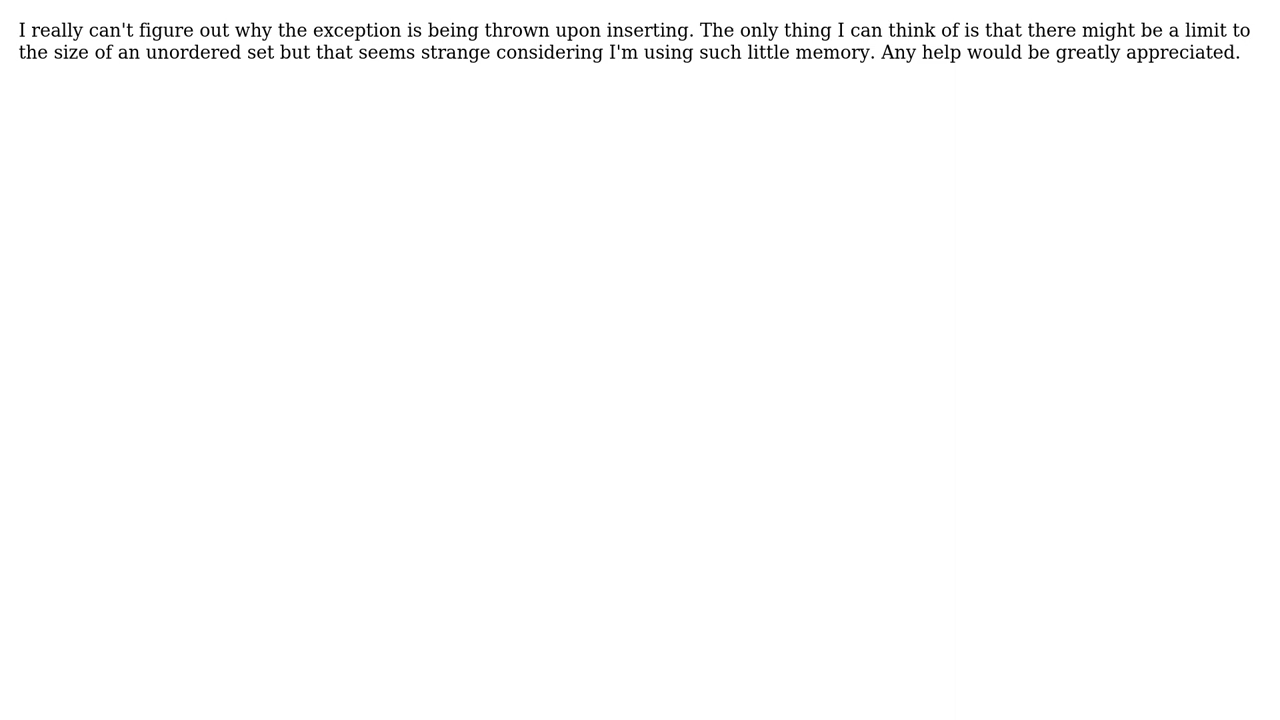 I really can't figure out why the exception is being thrown upon inserting. The only thing I can think of is that there might be a limit to
the size of an unordered set but that seems strange considering I'm using such little memory. Any help would be greatly appreciated.